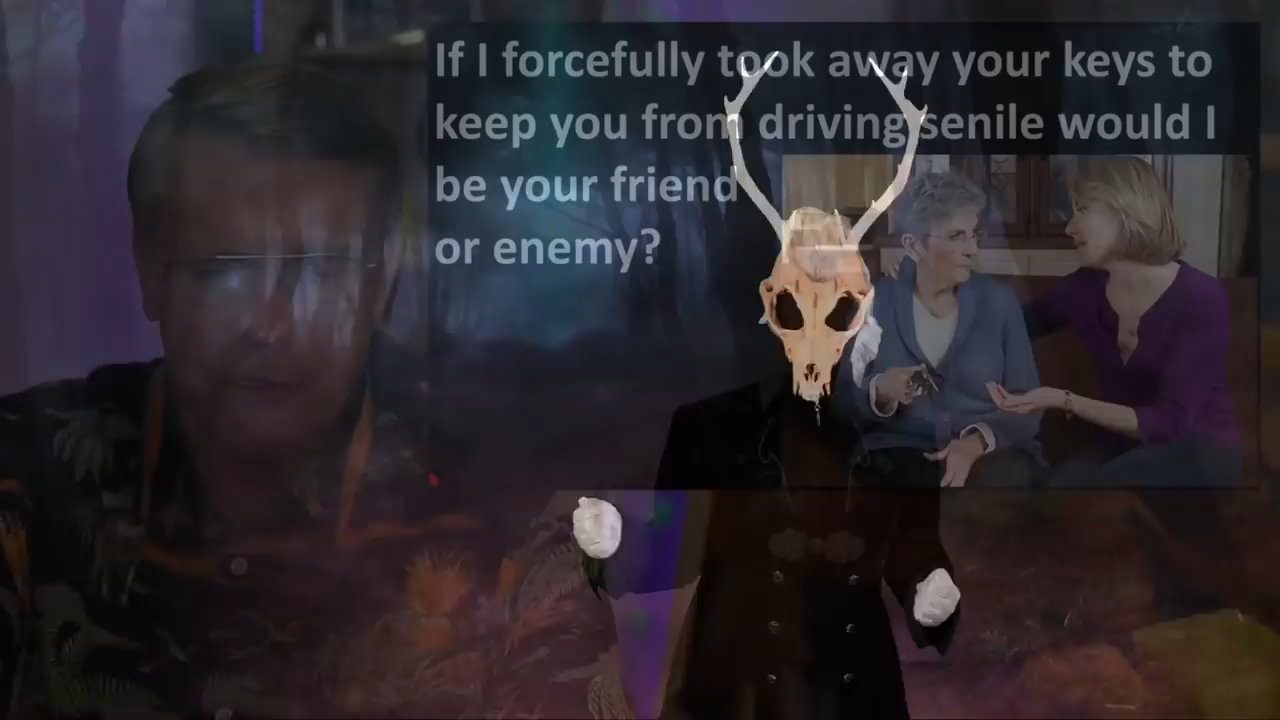 If I forcefully took away your keys to
keep you from driving senile would I
be your friend
or enemy?